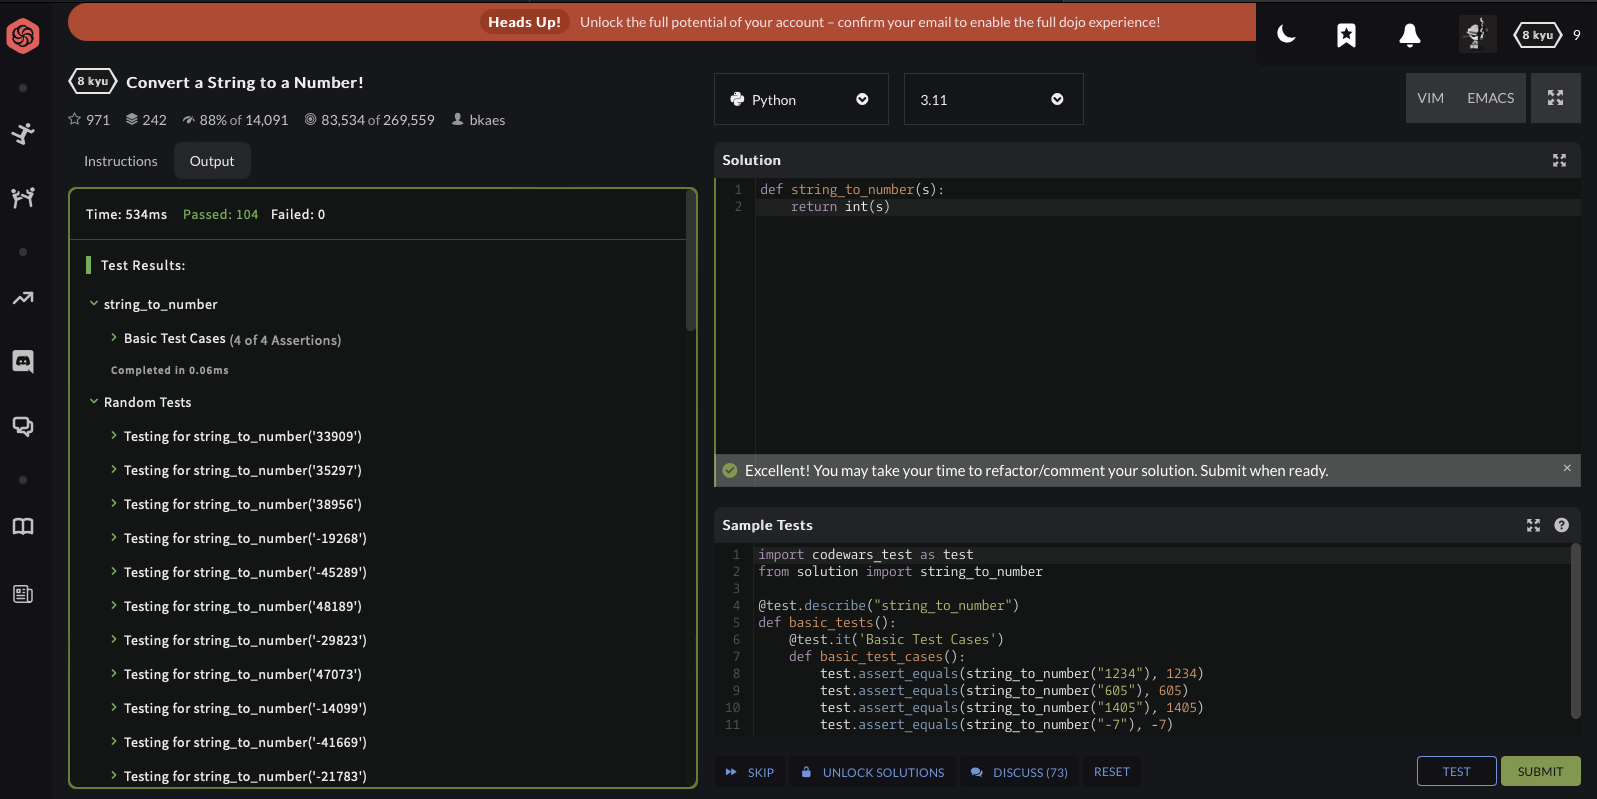 Heads Up! Unlock the full potential of your account – confirm your email to enable the full dojo experience!
8 kyu 9
8 kyu Convert a String to a Number!
971 242 88% of 14,091 83,534 of 269,559 bkaes
Instructions Output
Time: 534ms Passed: 104 Failed: 0
Test Results:
string_to_number
Basic Test Cases (4 of 4 Assertions)
Completed in 0.06ms
Random Tests
Testing for string_to_number('33909')
Testing for string_to_number('35297')
Testing for string_to_number('38956')
Testing for string_to_number('-19268')
Testing for string_to_number('-45289')
Testing for string_to_number('48189')
Testing for string_to_number('-29823')
Testing for string_to_number('47073')
Testing for string_to_number('-14099')
Testing for string_to_number('-41669')
Testing for string_to_number('-21783')
Python 3.11 VIM EMACS
Solution
1 def string_to_number(s):
2     return int(s)
Excellent! You may take your time to refactor/comment your solution. Submit when ready. ×
Sample Tests ?
1 import codewars_test as test
2 from solution import string_to_number
3
4 @test.describe("string_to_number")
5 def basic_tests():
6     @test.it('Basic Test Cases')
7     def basic_test_cases():
8         test.assert_equals(string_to_number("1234"), 1234)
9         test.assert_equals(string_to_number("605"), 605)
10         test.assert_equals(string_to_number("1405"), 1405)
11         test.assert_equals(string_to_number("-7"), -7)
SKIP UNLOCK SOLUTIONS DISCUSS (73) RESET TEST SUBMIT